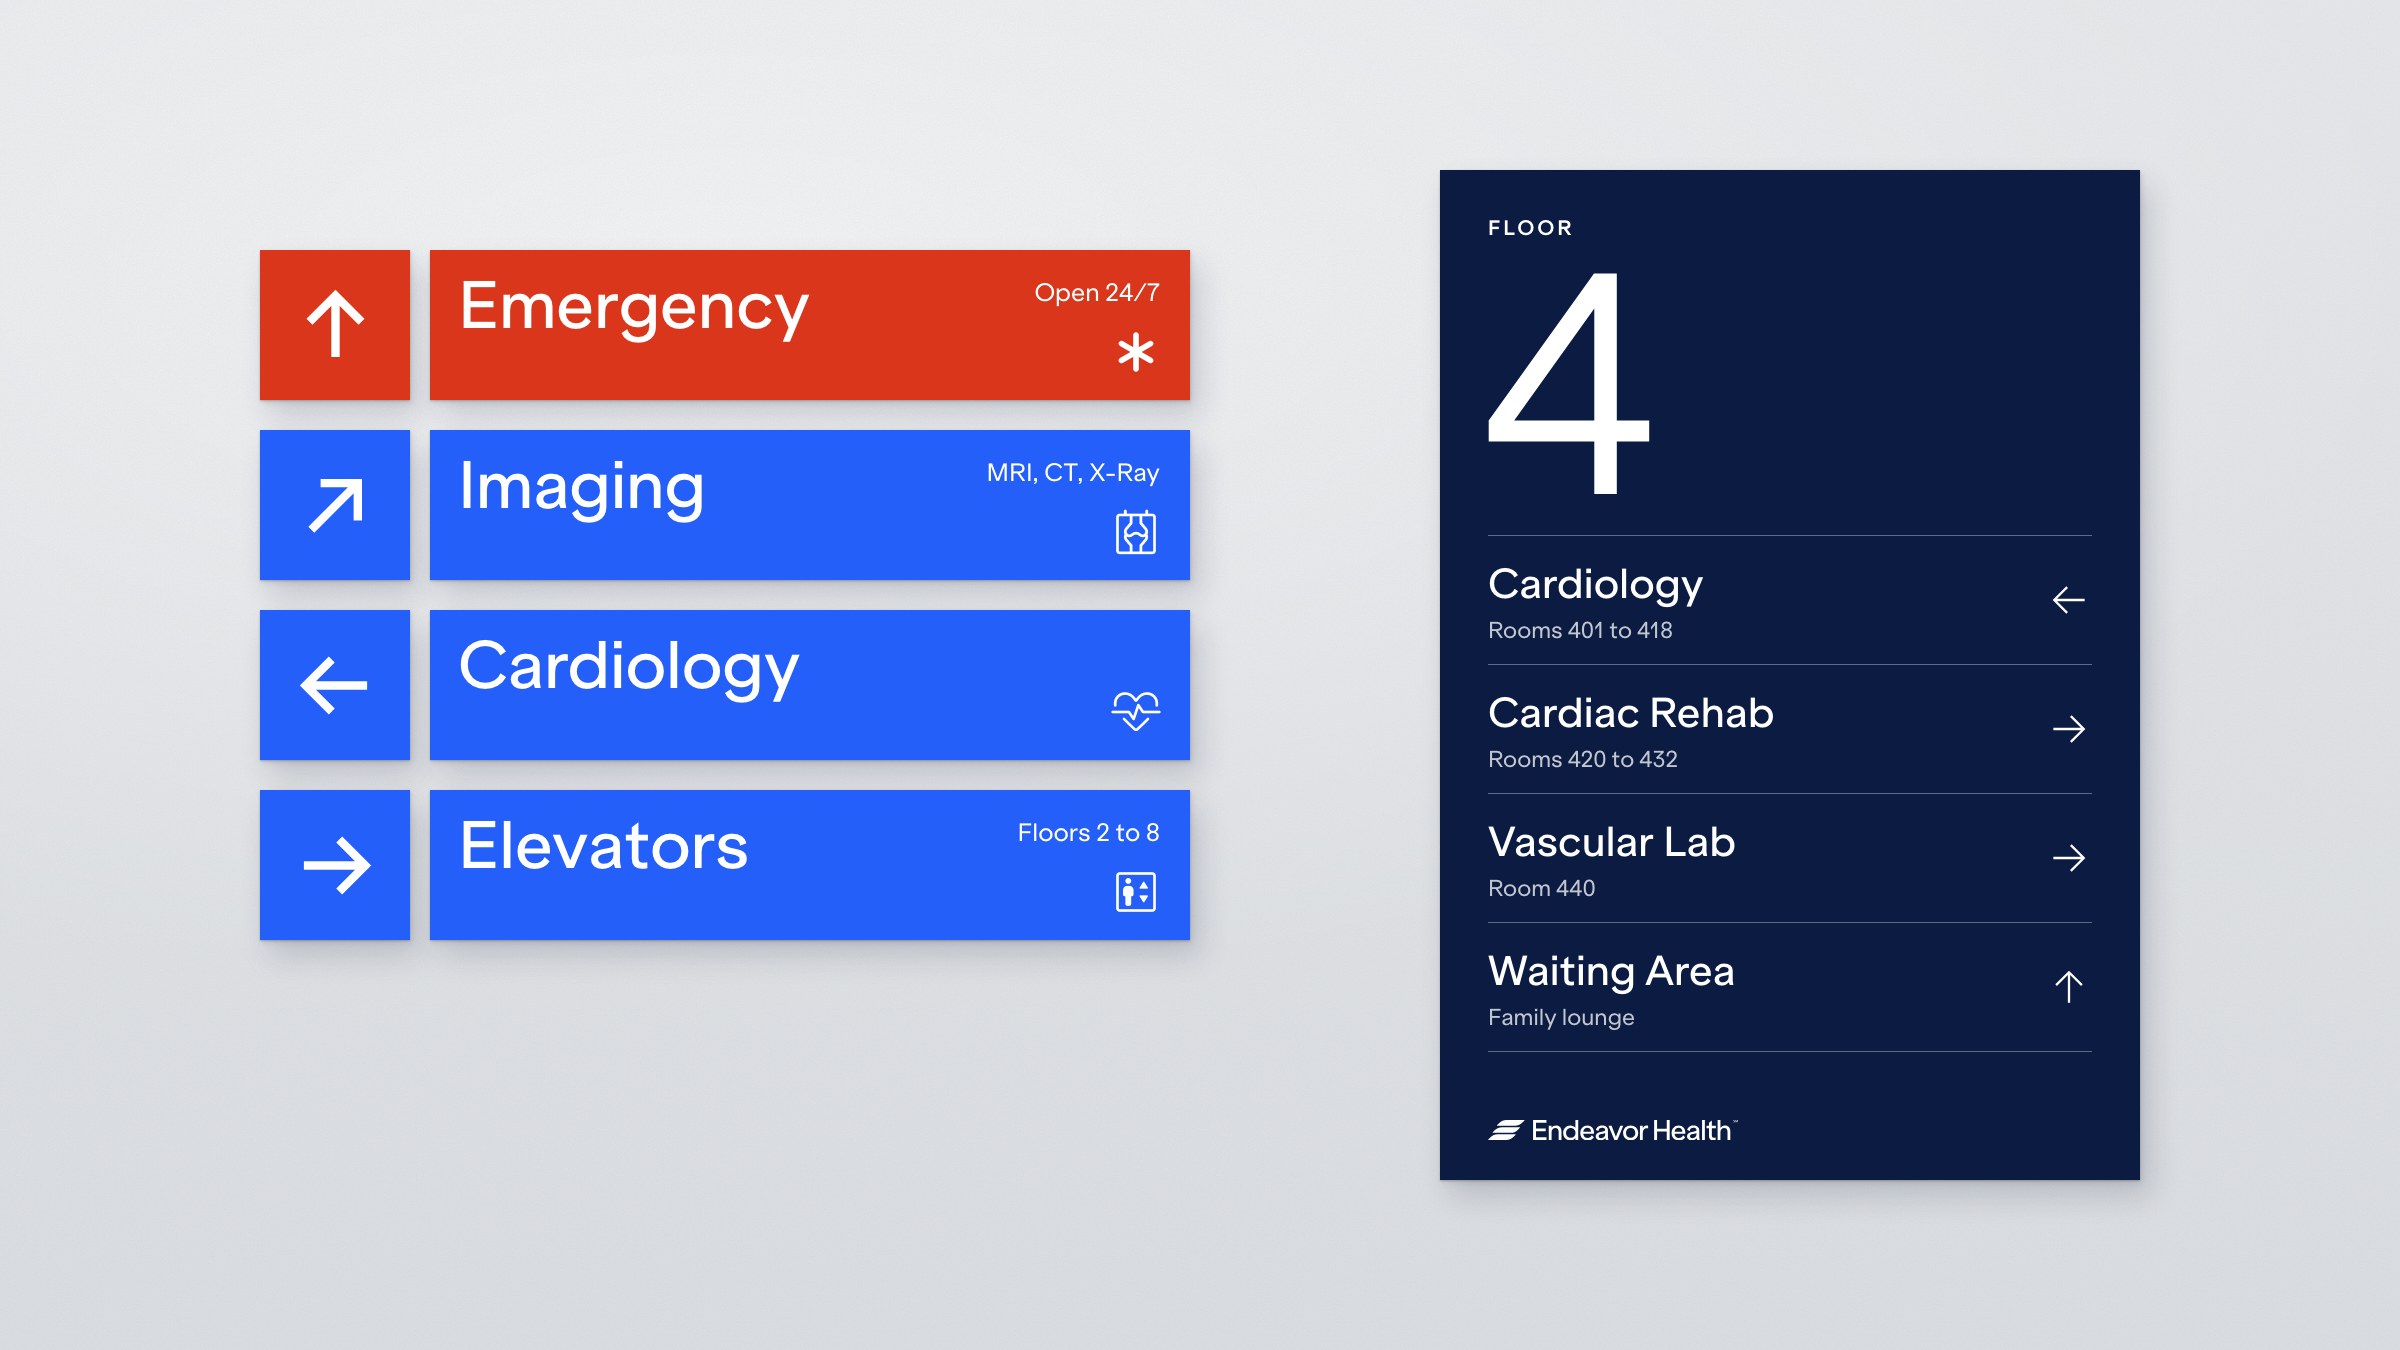 Emergency
Open 24/7
Imaging
MRI, CT, X-Ray
Cardiology
Elevators
Floors 2 to 8
FLOOR
4
Cardiology
Rooms 401 to 418
Cardiac Rehab
Rooms 420 to 432
Vascular Lab
Room 440
Waiting Area
Family lounge
Endeavor Health™